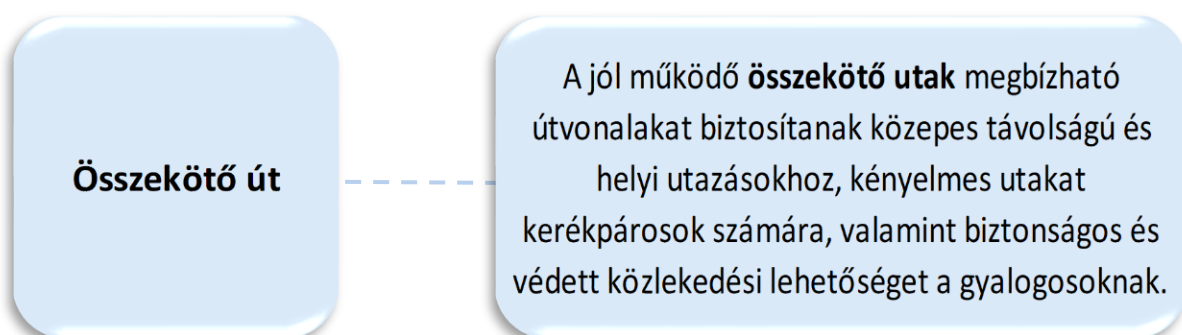 Összekötő út
A jól működő összekötő utak megbízható
útvonalakat biztosítanak közepes távolságú és
helyi utazásokhoz, kényelmes utakat
kerékpárosok számára, valamint biztonságos és
védett közlekedési lehetőséget a gyalogosoknak.